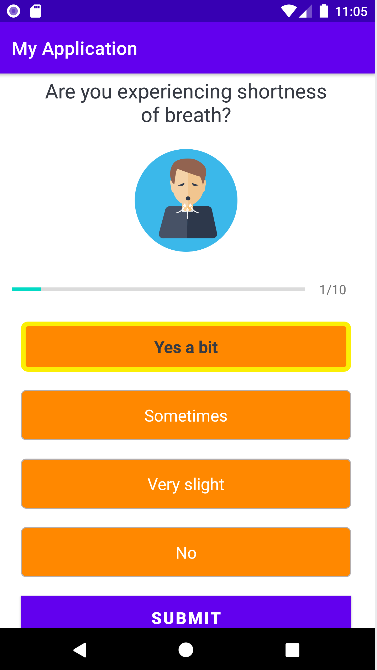 11:05
My Application
Are you experiencing shortness
of breath?
1/10
Yes a bit
Sometimes
Very slight
No
SUBMIT